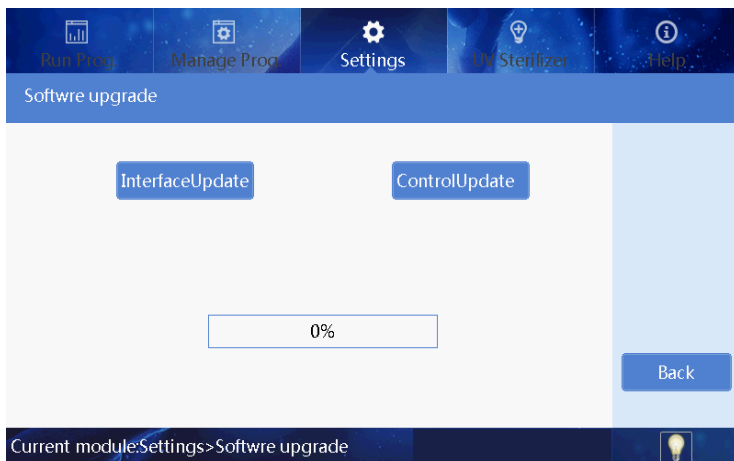 Run Prog. Manage Prog. Settings UV Sterilizer Help
Softwre upgrade
InterfaceUpdate ControlUpdate
0%
Back
Current module:Settings>Softwre upgrade